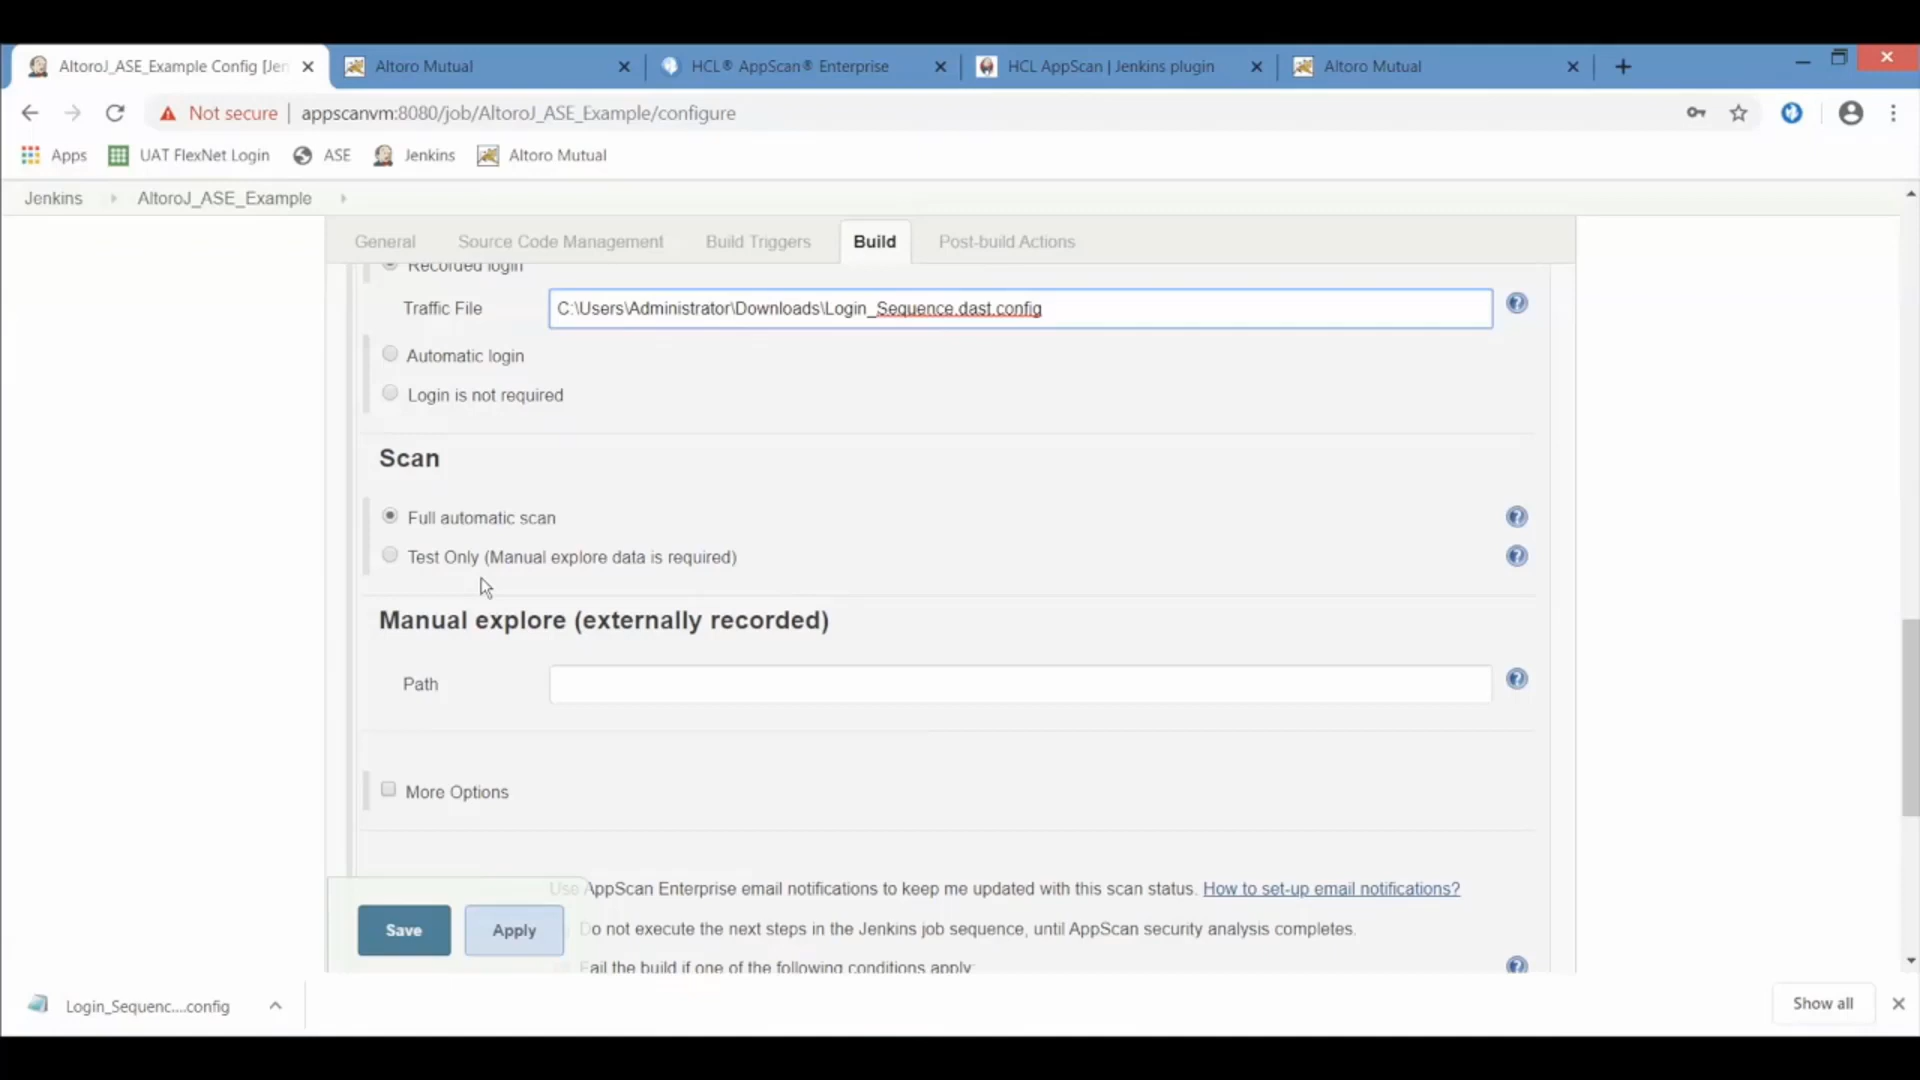 AltoroJ_ASE_Example Config [Jen
Altoro Mutual
HCL® AppScan® Enterprise
HCL AppScan | Jenkins plugin
Altoro Mutual
Not secure | appscanvm:8080/job/AltoroJ_ASE_Example/configure
Apps
UAT FlexNet Login
ASE
Jenkins
Altoro Mutual
Jenkins
AltoroJ_ASE_Example
General
Source Code Management
Build Triggers
Build
Post-build Actions
Recorded login
Traffic File
C:\Users\Administrator\Downloads\Login_Sequence.dast.config
Automatic login
Login is not required
Scan
Full automatic scan
Test Only (Manual explore data is required)
Manual explore (externally recorded)
Path
More Options
Use AppScan Enterprise email notifications to keep me updated with this scan status. How to set-up email notifications?
Do not execute the next steps in the Jenkins job sequence, until AppScan security analysis completes.
Fail the build if one of the following conditions apply:
Save
Apply
Login_Sequenc....config
Show all